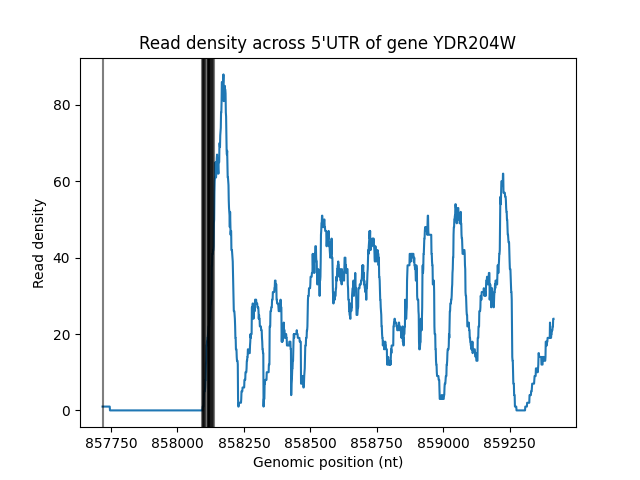 Read density across 5'UTR of gene YDR204W
Read density
80
60
40
20
0
857750 858000 858250 858500 858750 859000 859250
Genomic position (nt)